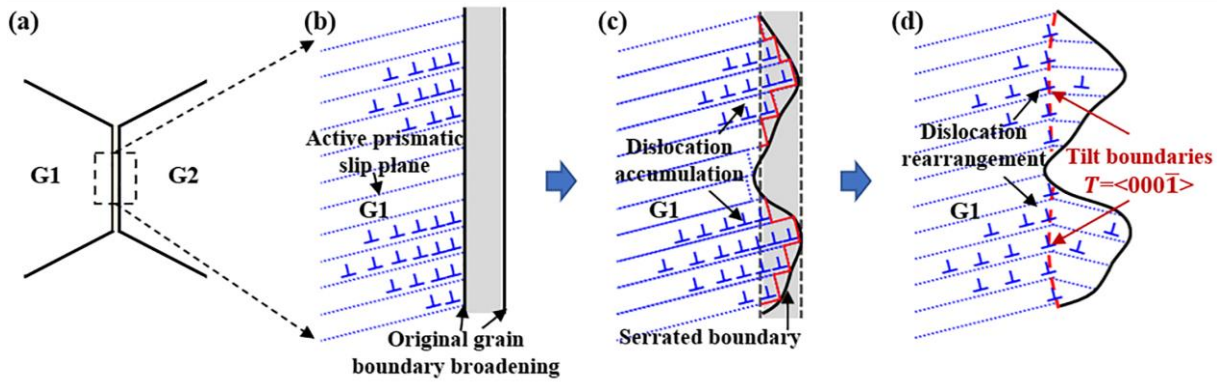 (a)
G1
G2
(b)
Active prismatic
slip plane
G1
Original grain
boundary broadening
(c)
Dislocation
accumulation
G1
Serrated boundary
(d)
Dislocation
rearrangement
Tilt boundaries
T=<0001̅>
G1